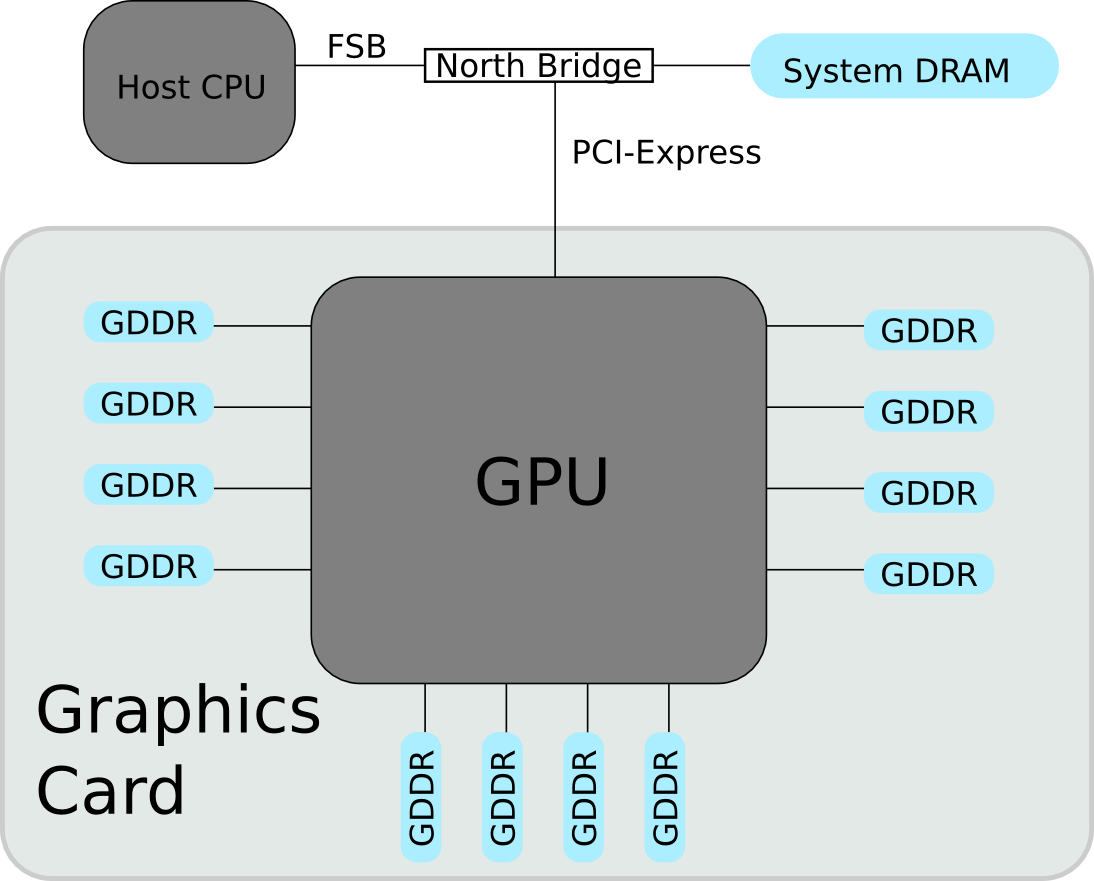 FSB
Host CPU
North Bridge
System DRAM
PCI-Express
GDDR
GDDR
GDDR
GDDR
GPU
GDDR
GDDR
GDDR
GDDR
Graphics
Card
GDDR
GDDR
GDDR
GDDR